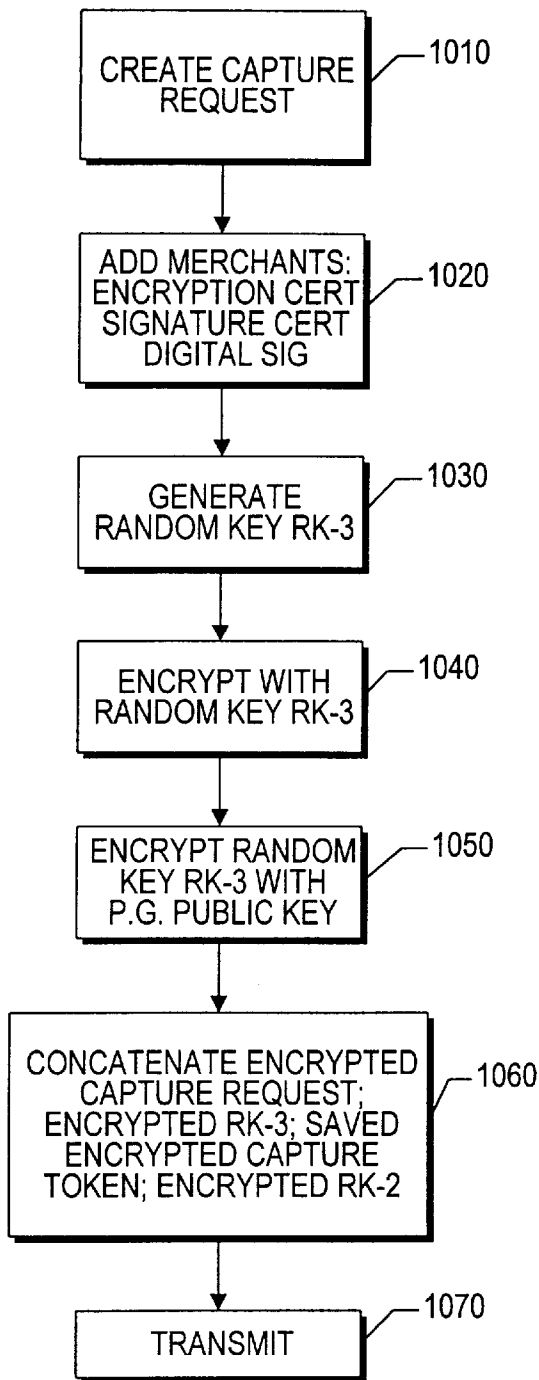 CREATE CAPTURE
REQUEST
1010
ADD MERCHANTS:
ENCRYPTION CERT
SIGNATURE CERT
DIGITAL SIG
1020
GENERATE
RANDOM KEY RK-3
1030
ENCRYPT WITH
RANDOM KEY RK-3
1040
ENCRYPT RANDOM
KEY RK-3 WITH
P.G. PUBLIC KEY
1050
CONCATENATE ENCRYPTED
CAPTURE REQUEST;
ENCRYPTED RK-3; SAVED
ENCRYPTED CAPTURE
TOKEN; ENCRYPTED RK-2
1060
TRANSMIT
1070